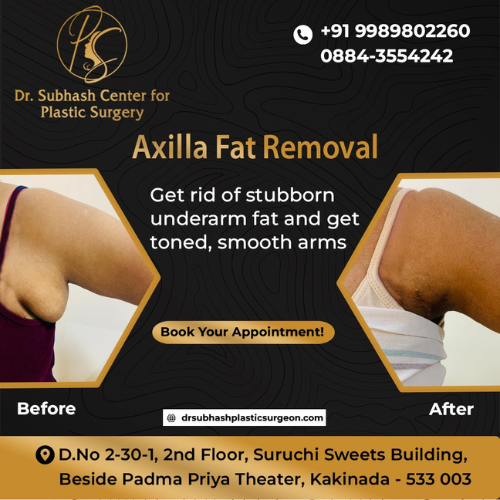 +91 9989802260
0884-3554242
Dr. Subhash Center for
Plastic Surgery
Axilla Fat Removal
Get rid of stubborn
underarm fat and get
toned, smooth arms
Book Your Appointment!
Before
After
@ drsubhashplasticsurgeon.com
D.No 2-30-1, 2nd Floor, Suruchi Sweets Building,
Beside Padma Priya Theater, Kakinada - 533 003